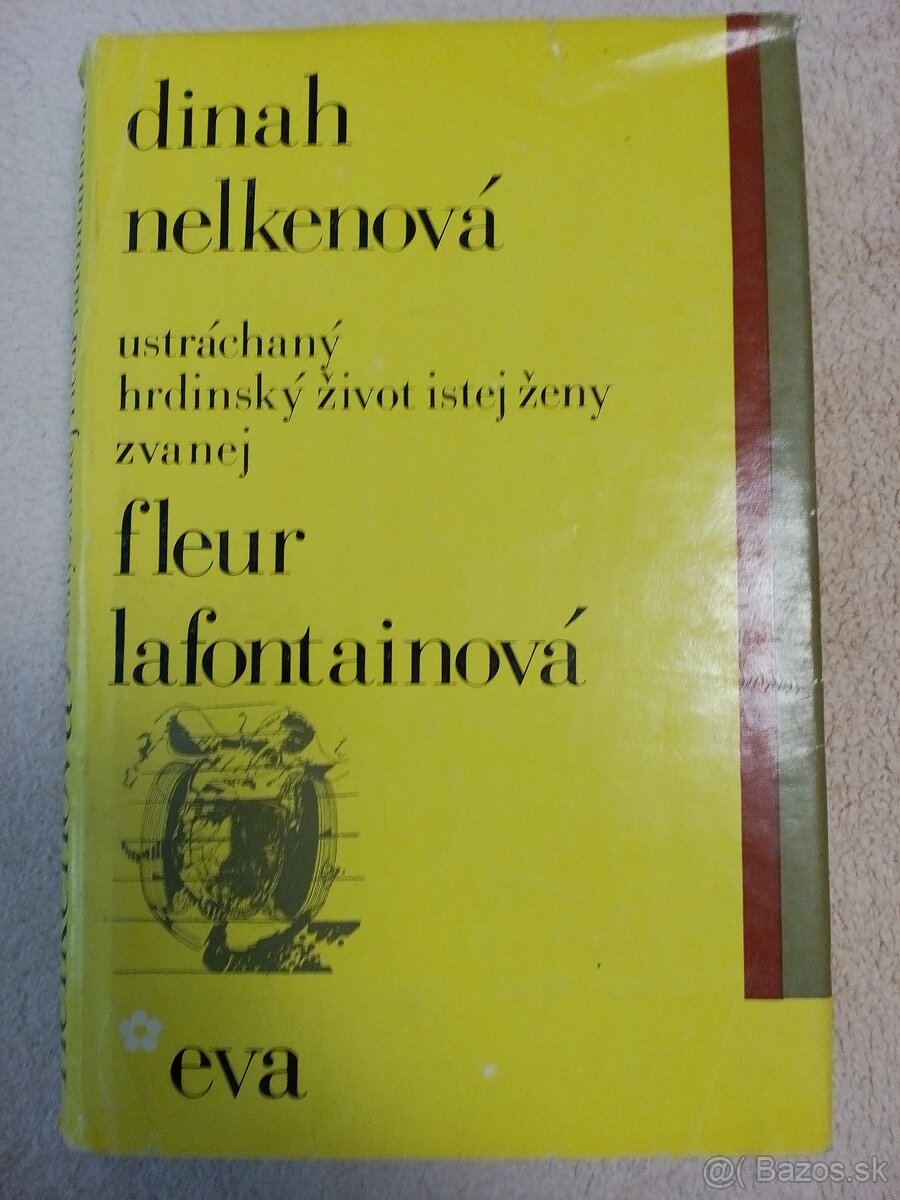 dinah
nelkenová
ustráchaný
hrdinský život istej ženy
zvanej
fleur
lafontainová
eva
@( Bazos.sk